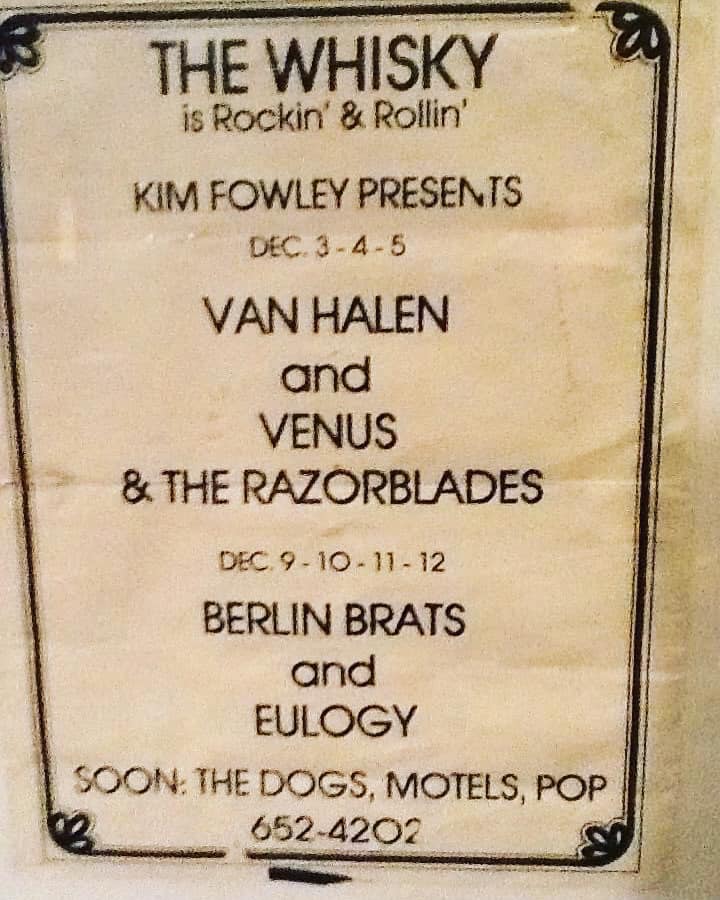 THE WHISKY
is Rockin' & Rollin'
KIM FOWLEY PRESENTS
DEC. 3-4-5
VAN HALEN
and
VENUS
& THE RAZORBLADES
DEC. 9-10-11-12
BERLIN BRATS
and
EULOGY
SOON: THE DOGS, MOTELS, POP
652-4202